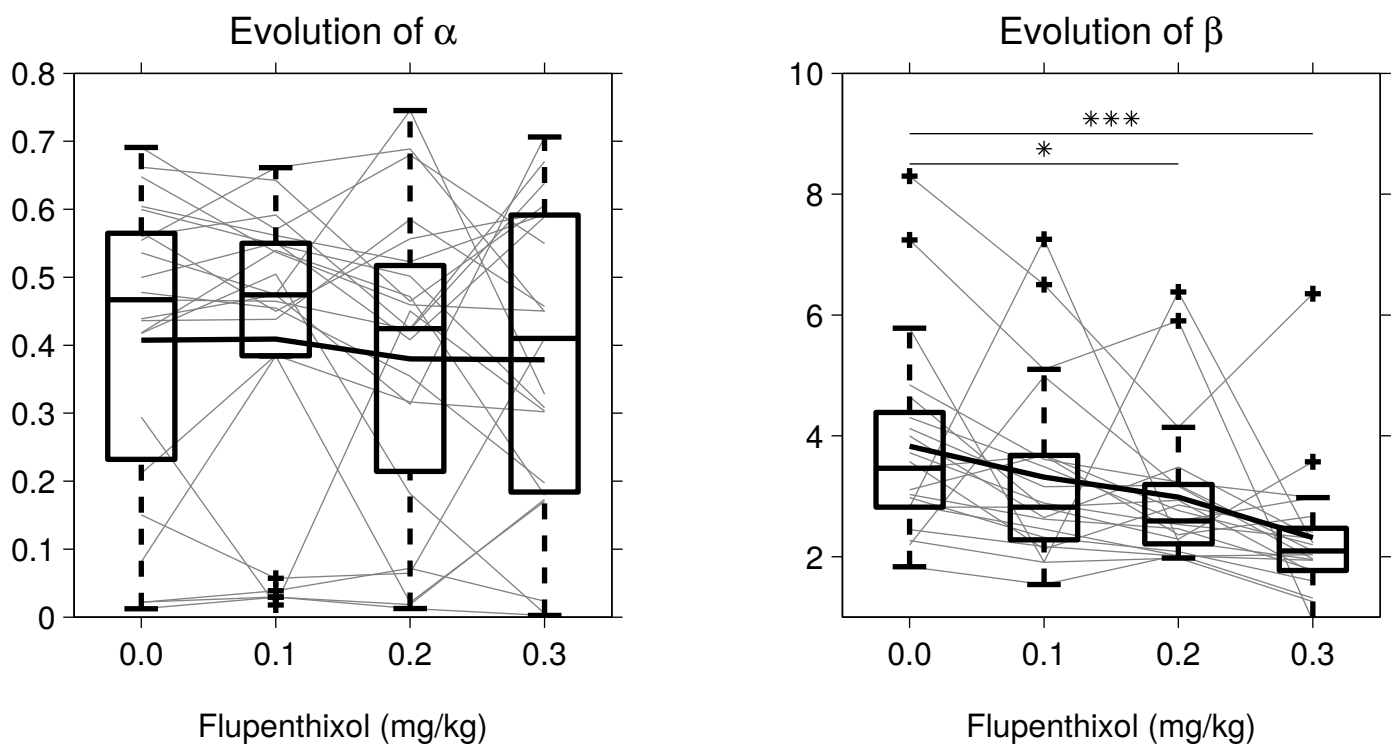 Evolution of α
0.8
0.7
0.6
0.5
0.4
0.3
0.2
0.1
0
0.0 0.1 0.2 0.3
Flupenthixol (mg/kg)
Evolution of β
10
8
6
4
2
***
*
0.0 0.1 0.2 0.3
Flupenthixol (mg/kg)